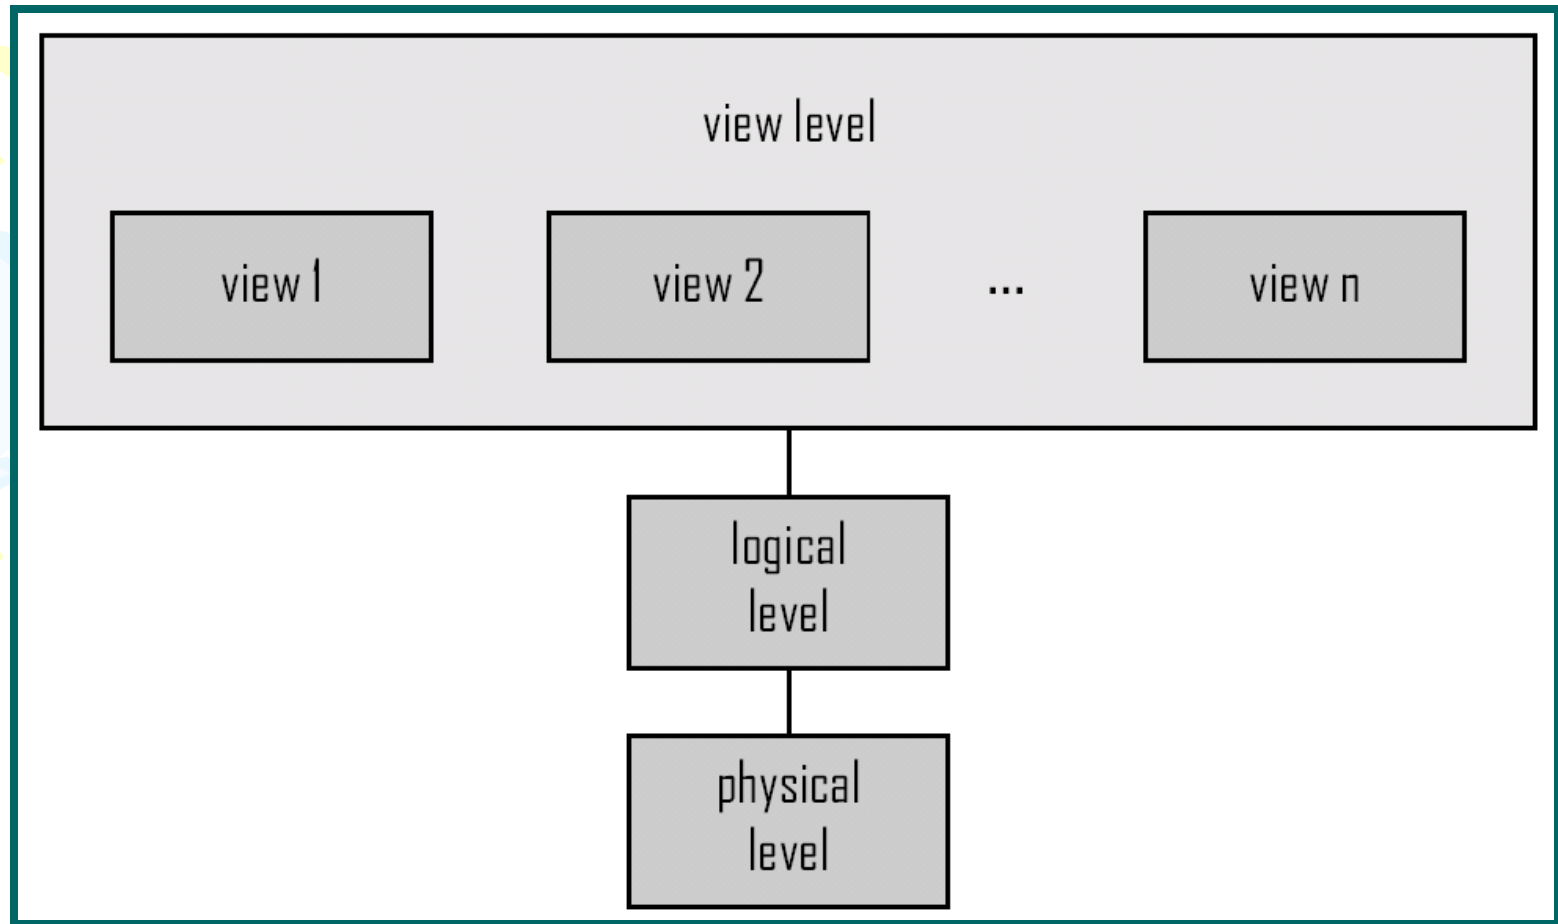 view level
view 1
view 2
...
view n
logical
level
physical
level